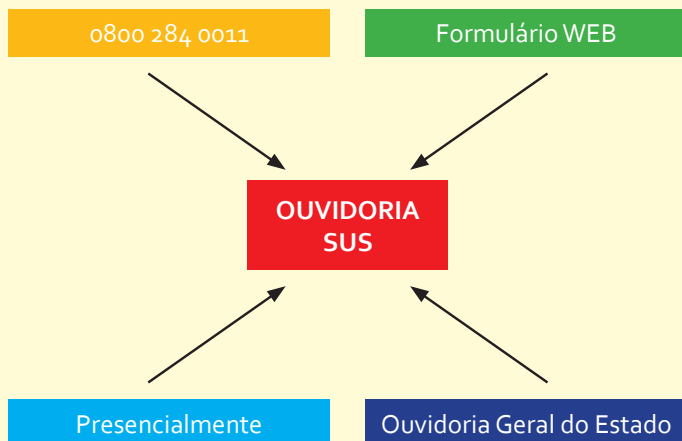 0800 284 0011
Formulário WEB
OUVIDORIA
SUS
Presencialmente
Ouvidoria Geral do Estado